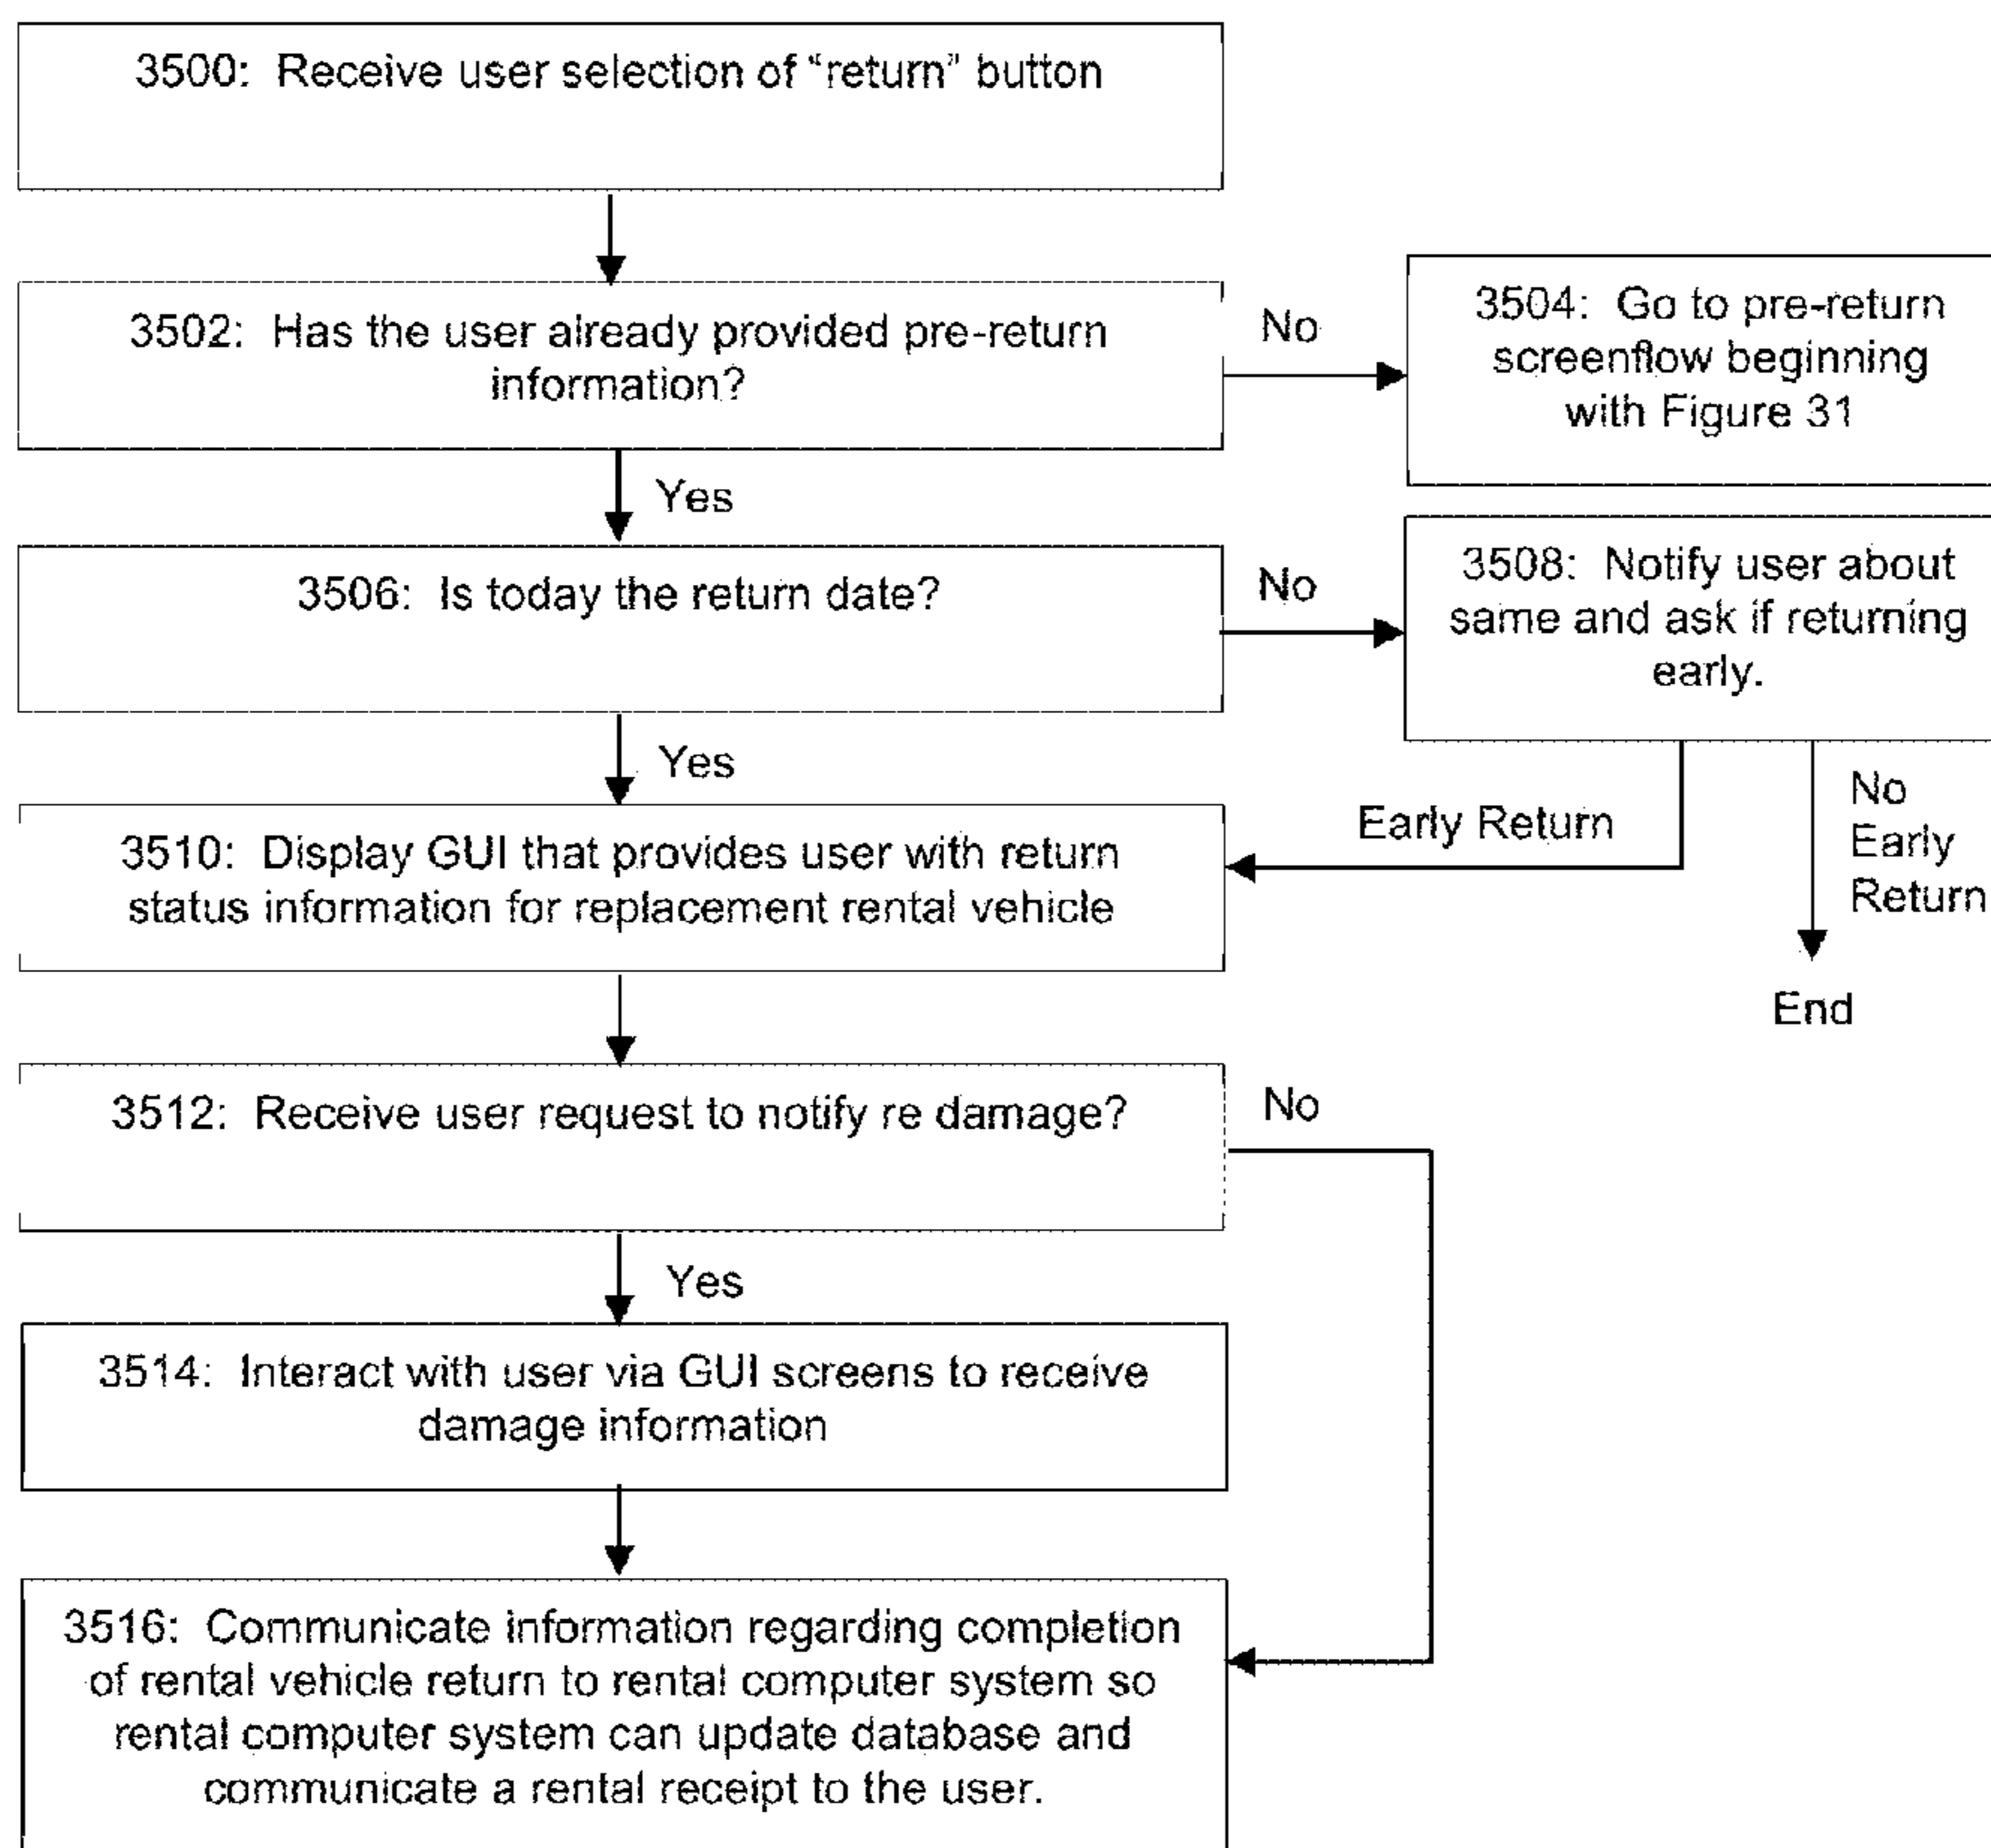 3500: Receive user selection of “return” button
3502: Has the user already provided pre-return
information?
No
3504: Go to pre-return
screenflow beginning
with Figure 31
Yes
3506: Is today the return date?
No
3508: Notify user about
same and ask if returning
early.
Yes
Early Return
No
Early
Return
End
3510: Display GUI that provides user with return
status information for replacement rental vehicle
3512: Receive user request to notify re damage?
No
Yes
3514: Interact with user via GUI screens to receive
damage information
3516: Communicate information regarding completion
of rental vehicle return to rental computer system so
rental computer system can update database and
communicate a rental receipt to the user.